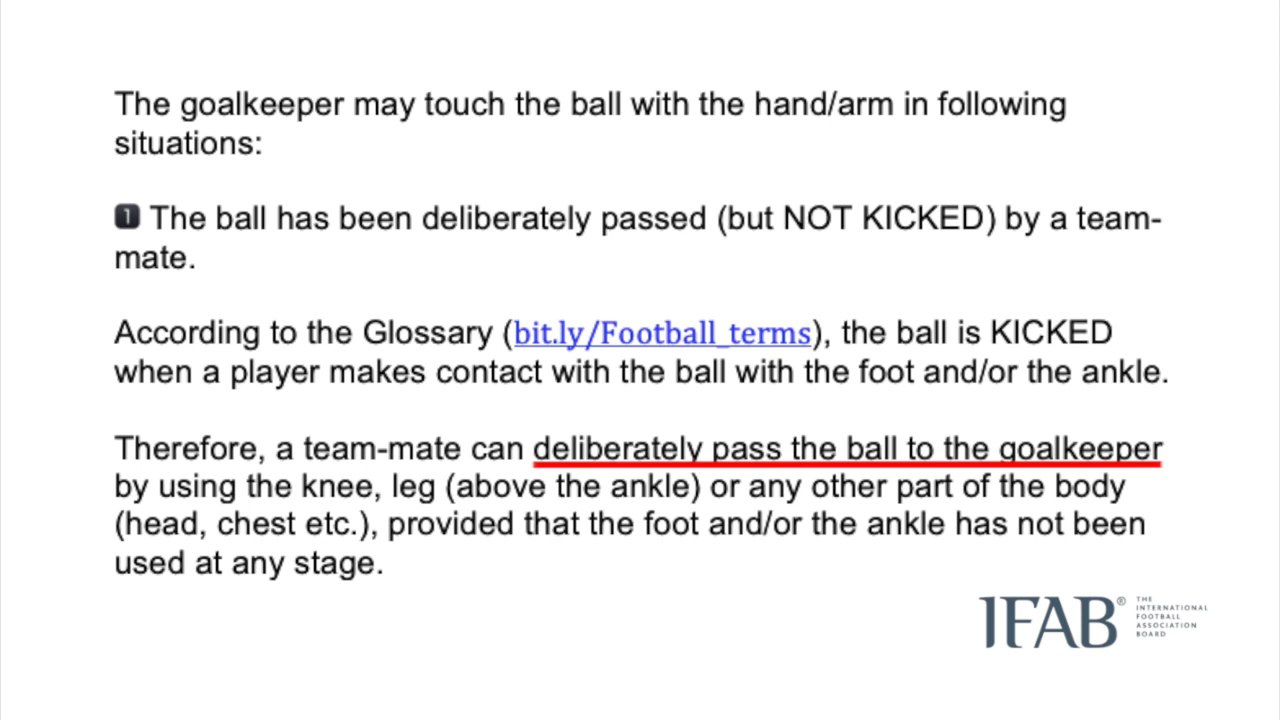 The goalkeeper may touch the ball with the hand/arm in following
situations:
1 The ball has been deliberately passed (but NOT KICKED) by a team-
mate.
According to the Glossary (bit.ly/Football_terms), the ball is KICKED
when a player makes contact with the ball with the foot and/or the ankle.
Therefore, a team-mate can deliberately pass the ball to the goalkeeper
by using the knee, leg (above the ankle) or any other part of the body
(head, chest etc.), provided that the foot and/or the ankle has not been
used at any stage.
IFAB®
THE
INTERNATIONAL
FOOTBALL
ASSOCIATION
BOARD